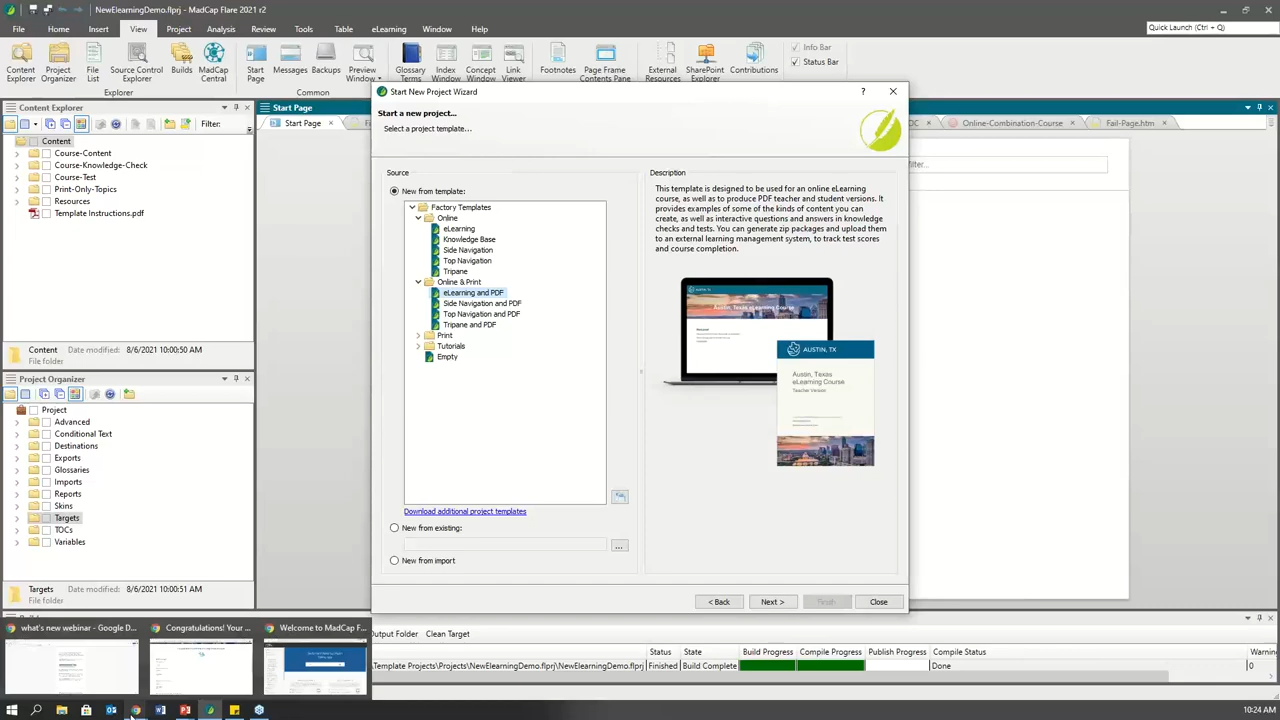 NewElearningDemo.flprj - MadCap Flare 2021 r2
File Home Insert View Project Analysis Review Tools Table eLearning Window Help
Quick Launch (Ctrl + Q)
Content Explorer
Project Organizer
File List
Source Control Explorer
Builds
MadCap Central
Start Page
Messages
Backups
Preview Window
Glossary Terms
Index Window
Concept Window
Link Viewer
Footnotes
Page Frame Contents Pane
External Resources
SharePoint Explorer
Contributions
Info Bar
Status Bar
Explorer
Common
Content Explorer
Filter:
Content
Course-Content
Course-Knowledge-Check
Course-Test
Print-Only-Topics
Resources
Template Instructions.pdf
Content Date modified: 8/6/2021 10:00:50 AM
File folder
Project Organizer
Project
Advanced
Conditional Text
Destinations
Exports
Glossaries
Imports
Reports
Skins
Targets
TOCs
Variables
Targets Date modified: 8/6/2021 10:00:51 AM
File folder
Start Page
Start Page
Online-Combination-Course
Fail-Page.htm
Start New Project Wizard
Start a new project...
Select a project template...
Source
New from template:
Factory Templates
Online
eLearning
Knowledge Base
Side Navigation
Top Navigation
Tripane
Online & Print
eLearning and PDF
Side Navigation and PDF
Top Navigation and PDF
Tripane and PDF
Print
Tutorials
Empty
Download additional project templates
New from existing:
...
New from import
Description
This template is designed to be used for an online eLearning
course, as well as to produce PDF teacher and student versions. It
provides examples of some of the kinds of content you can
create, as well as interactive questions and answers in knowledge
checks and tests. You can generate zip packages and upload them
to an external learning management system, to track test scores
and course completion.
Austin, Texas eLearning Course
AUSTIN, TX
Austin, Texas
eLearning Course
Teacher Version
< Back
Next >
Finish
Close
what's new webinar - Google D...
Congratulations! Your ...
Welcome to MadCap F...
Output Folder Clean Target
Status State Build Progress Compile Progress Publish Progress Compile Status Warning
Template Projects\Projects\NewElearningDemo.flprj\NewElearningDemo.flprj Finished Build Complete Done 0
10:24 AM